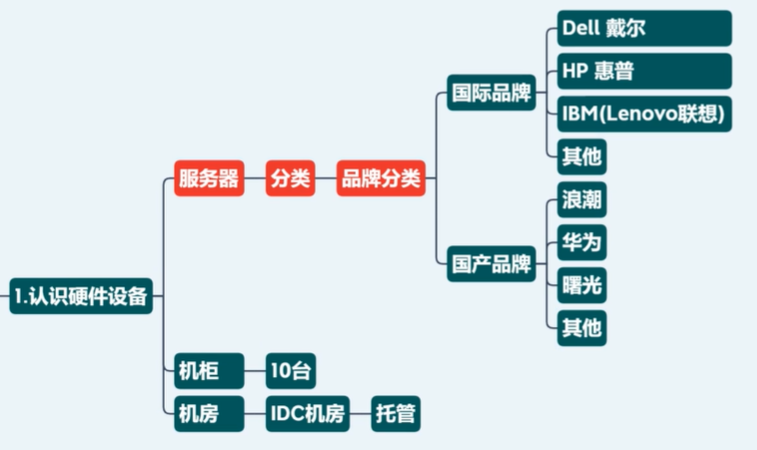 1.认识硬件设备
服务器
分类
品牌分类
国际品牌
Dell 戴尔
HP 惠普
IBM(Lenovo联想)
其他
国产品牌
浪潮
华为
曙光
其他
机柜
10台
机房
IDC机房
托管